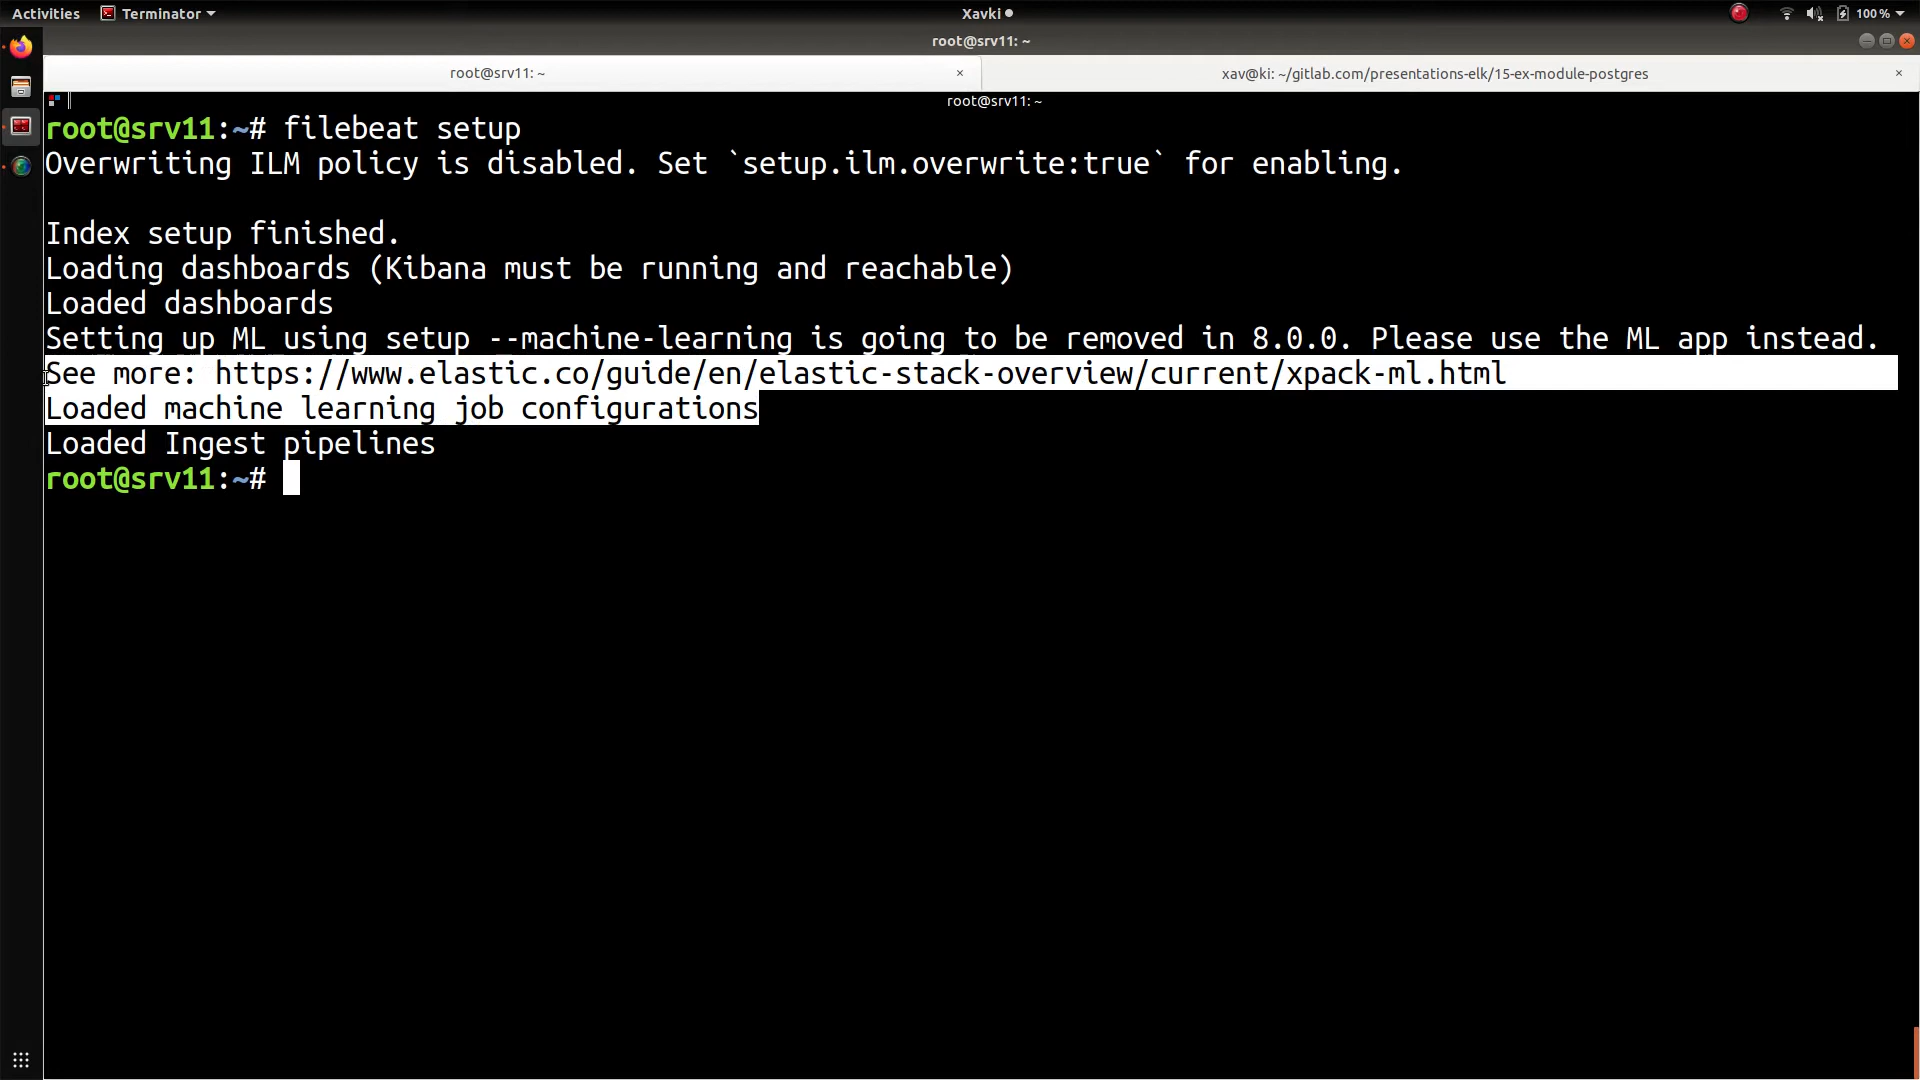 Activities Terminator Xavki 100 %
root@srv11: ~
root@srv11: ~ × xav@ki: ~/gitlab.com/presentations-elk/15-ex-module-postgres ×
root@srv11: ~
root@srv11:~# filebeat setup
Overwriting ILM policy is disabled. Set `setup.ilm.overwrite:true` for enabling.
Index setup finished.
Loading dashboards (Kibana must be running and reachable)
Loaded dashboards
Setting up ML using setup --machine-learning is going to be removed in 8.0.0. Please use the ML app instead.
See more: https://www.elastic.co/guide/en/elastic-stack-overview/current/xpack-ml.html
Loaded machine learning job configurations
Loaded Ingest pipelines
root@srv11:~#